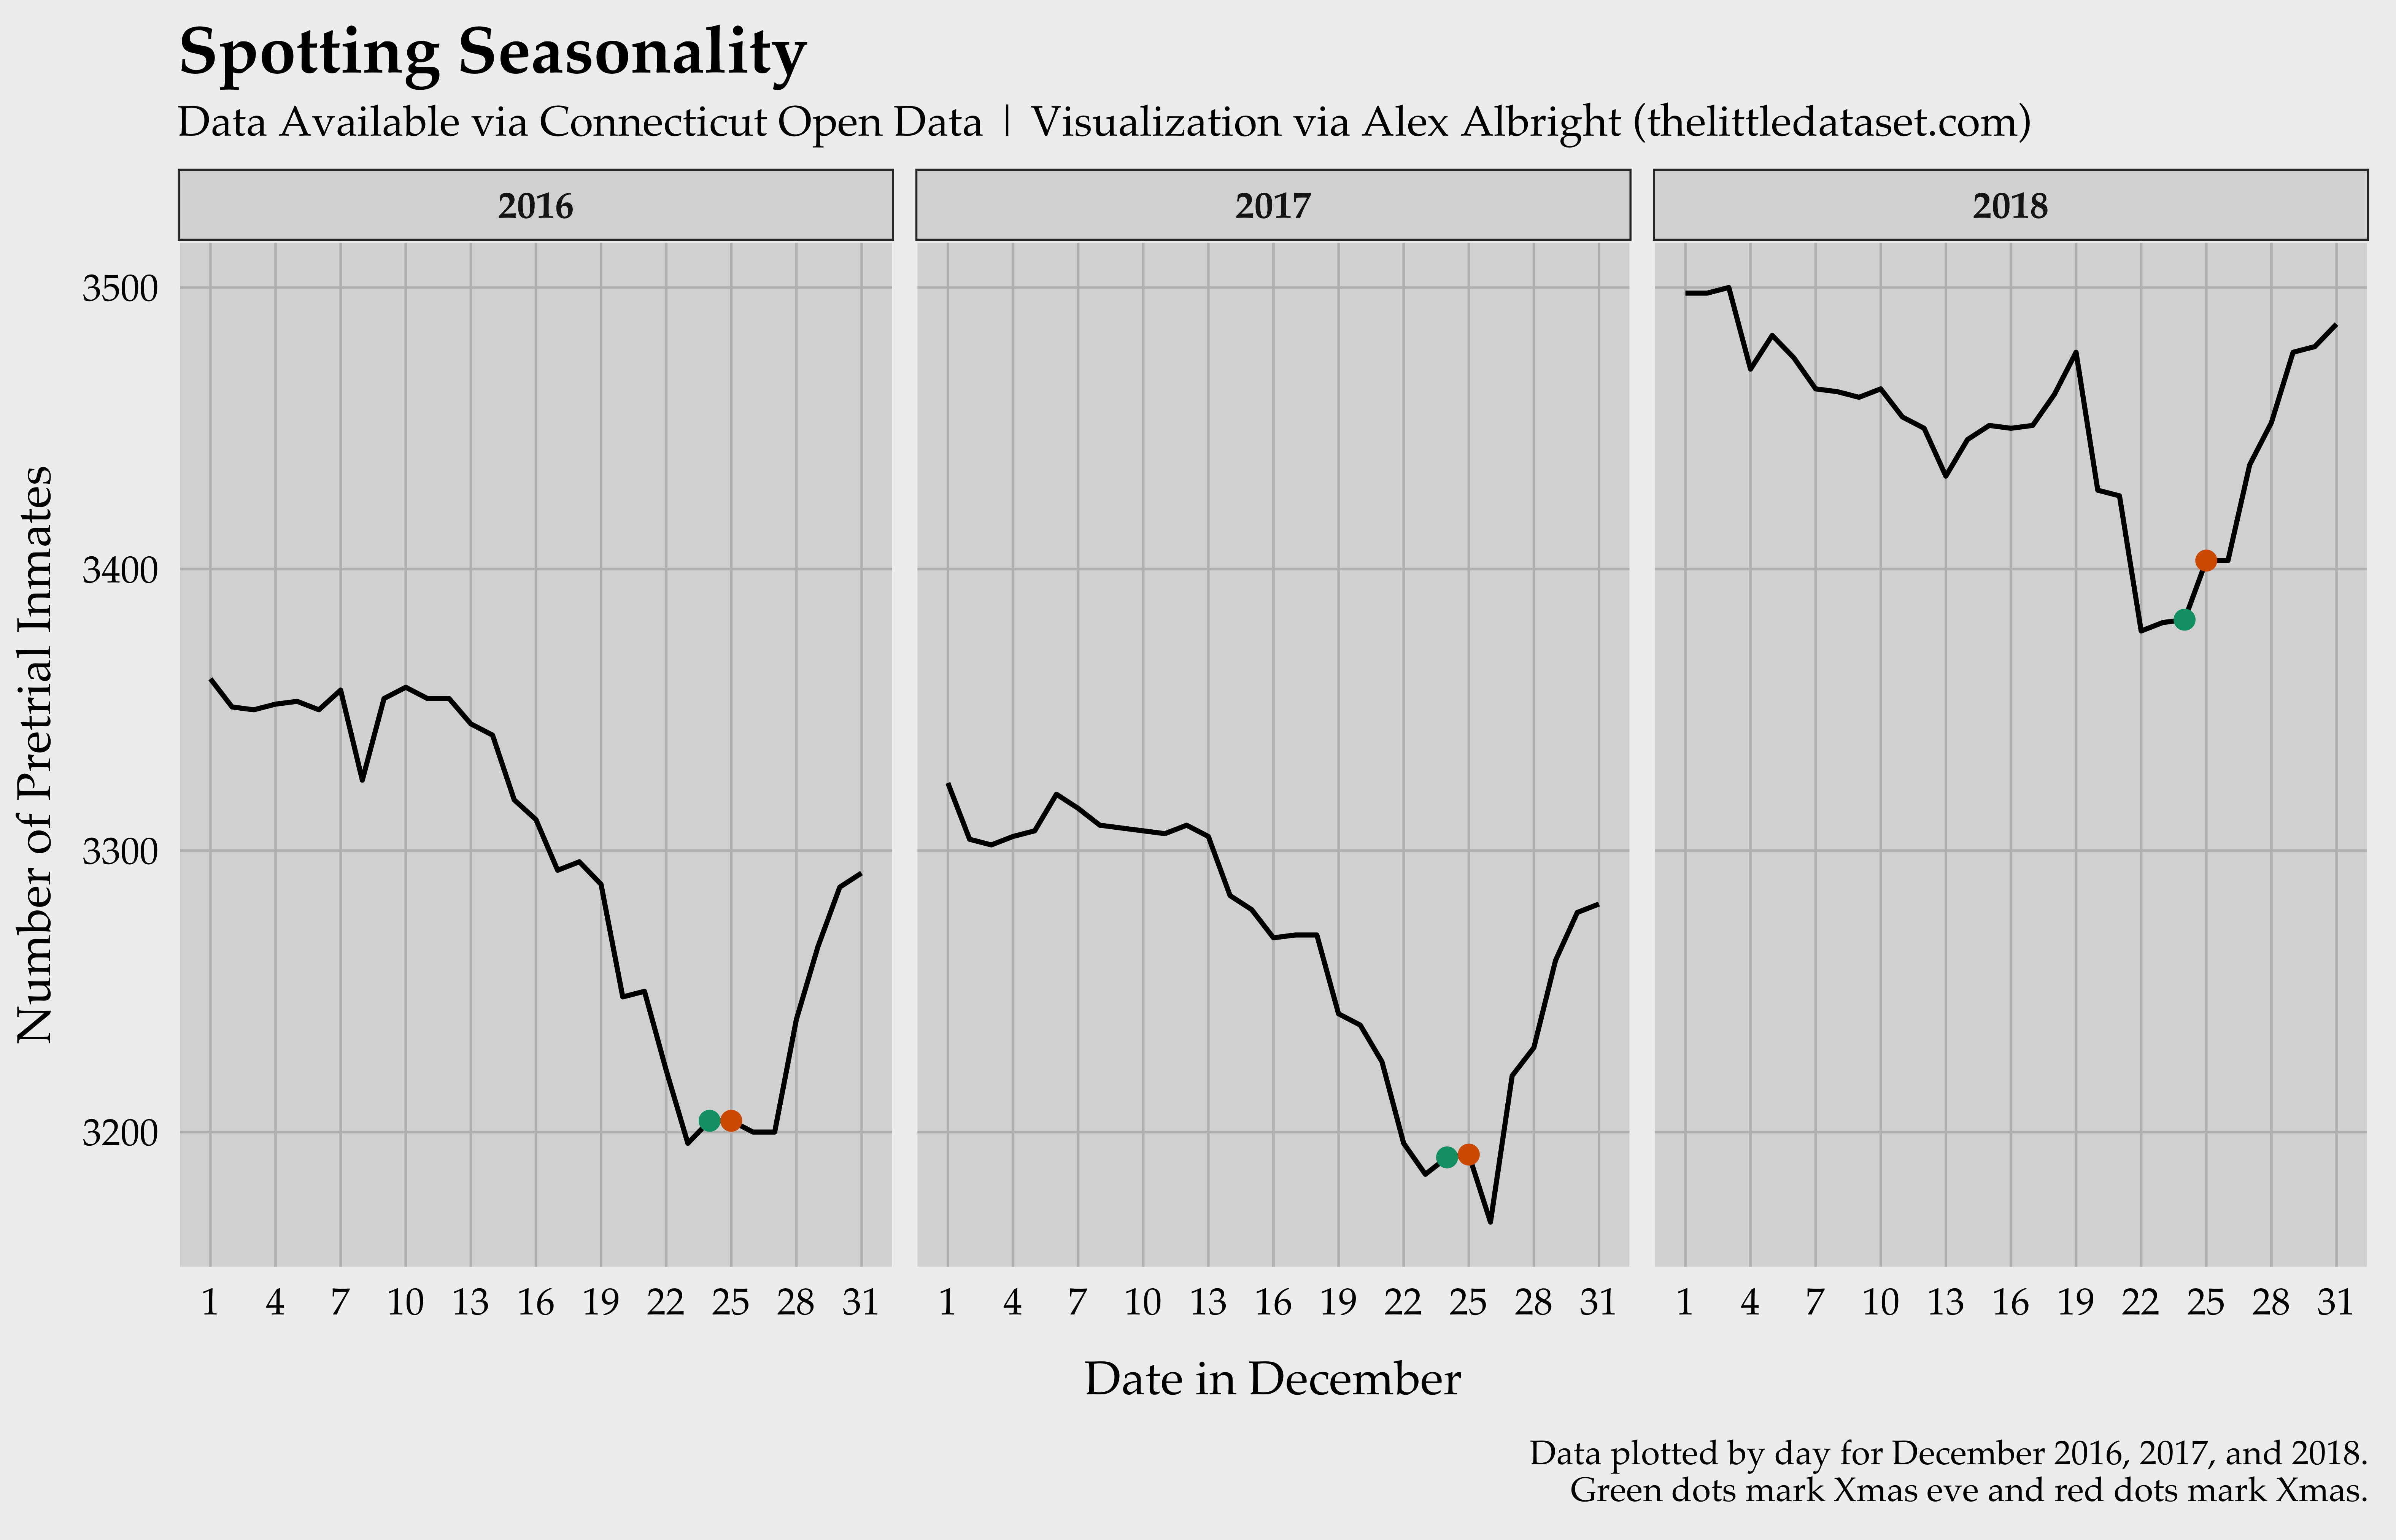 Spotting Seasonality
Data Available via Connecticut Open Data | Visualization via Alex Albright (thelittledataset.com)
2016 2017 2018
3500
3400
3300
3200
Number of Pretrial Inmates
1 4 7 10 13 16 19 22 25 28 31 1 4 7 10 13 16 19 22 25 28 31 1 4 7 10 13 16 19 22 25 28 31
Date in December
Data plotted by day for December 2016, 2017, and 2018.
Green dots mark Xmas eve and red dots mark Xmas.